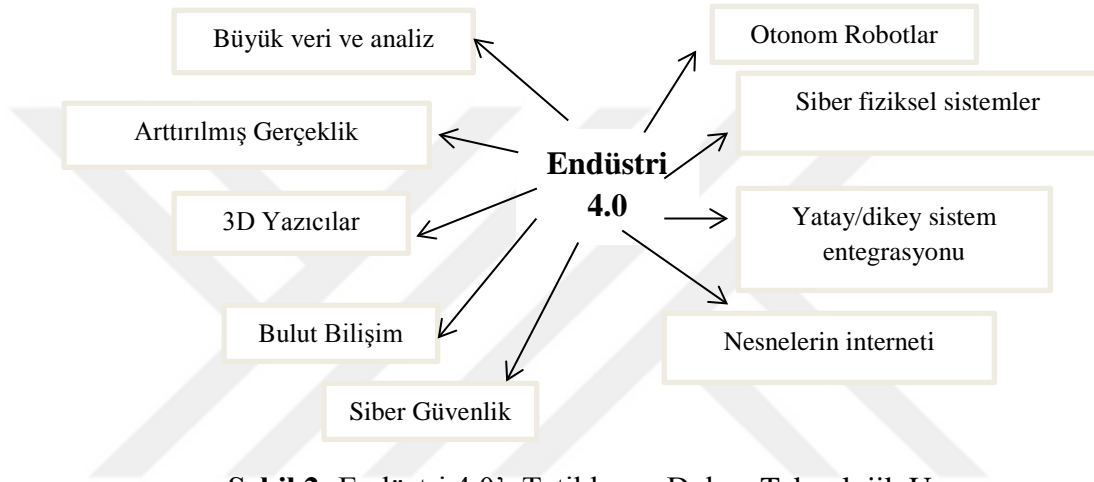 Büyük veri ve analiz
Otonom Robotlar
Siber fiziksel sistemler
Arttırılmış Gerçeklik
Endüstri
4.0
3D Yazıcılar
Yatay/dikey sistem
entegrasyonu
Bulut Bilişim
Nesnelerin interneti
Siber Güvenlik